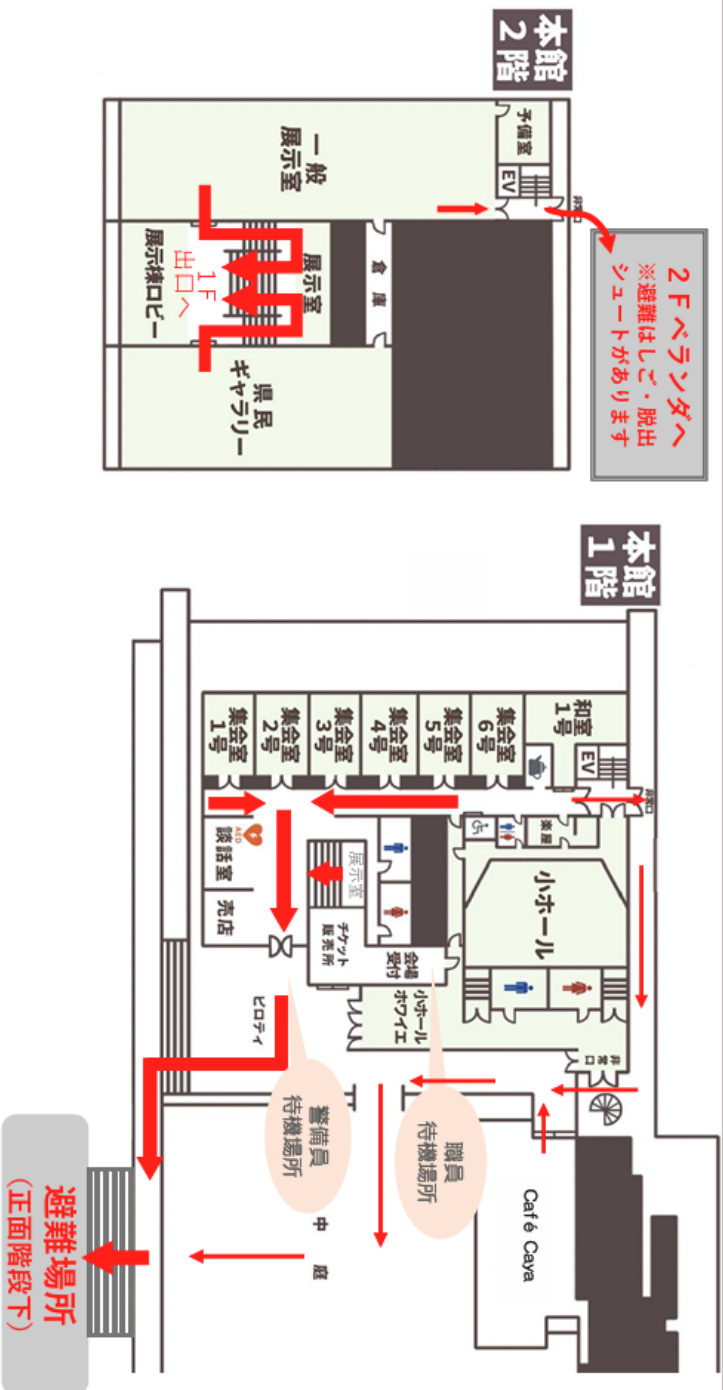 本館
2階
予備室
EV
非常口
一般
展示室
倉庫
展示室
1F
出口へ
展示棟ロビー
県民
ギャラリー
2Fベランダへ
※避難はしご・脱出
シュートがあります
本館
1階
和室
1号
EV
非常口
集会室
6号
集会室
5号
集会室
4号
集会室
3号
集会室
2号
集会室
1号
楽屋
小ホール
展示室
AED
談話室
売店
チケット
販売所
会場
受付
小ホール
ホワイエ
非常口
ピロティ
職員
待機場所
警備員
待機場所
Café Caya
中庭
避難場所
(正面階段下)